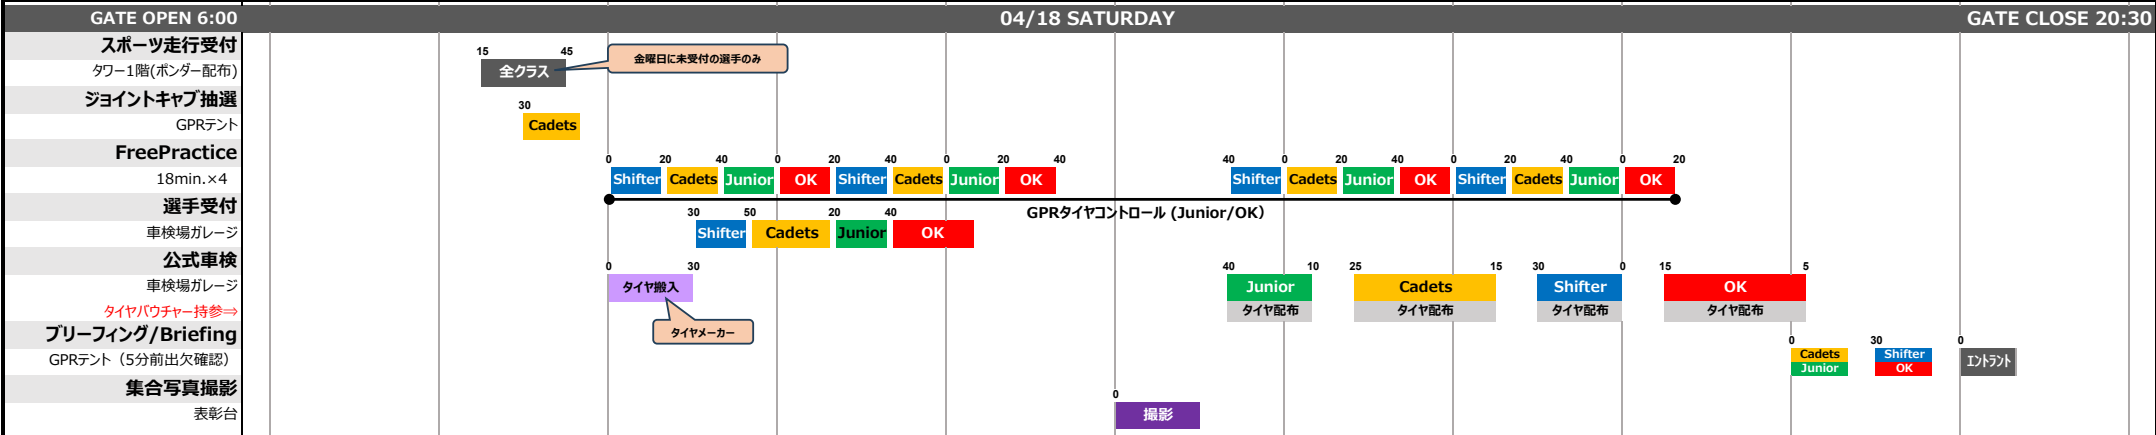 GATE OPEN 6:00 04/18 SATURDAY GATE CLOSE 20:30
スポーツ走行受付
15 45
金曜日に未受付の選手のみ
タワー1階(ポンダー配布) 全クラス
ジョイントキャブ抽選
30
GPRテント Cadets
FreePractice
0 20 40 0 20 40 0 20 40 40 0 20 40 0 20 40 0 20
18min.×4 Shifter Cadets Junior OK Shifter Cadets Junior OK Shifter Cadets Junior OK Shifter Cadets Junior OK
選手受付
30 50 20 40 GPRタイヤコントロール (Junior/OK)
車検場ガレージ Shifter Cadets Junior OK
公式車検
0 30 40 10 25 15 30 0 15 5
車検場ガレージ タイヤ搬入 Junior Cadets Shifter OK
タイヤバウチャー持参⇒ タイヤ配布 タイヤ配布 タイヤ配布 タイヤ配布
タイヤメーカー
ブリーフィング/Briefing
0 30 0
GPRテント（5分前出欠確認） Cadets Shifter エントラント
Junior OK
集合写真撮影
0
表彰台 撮影